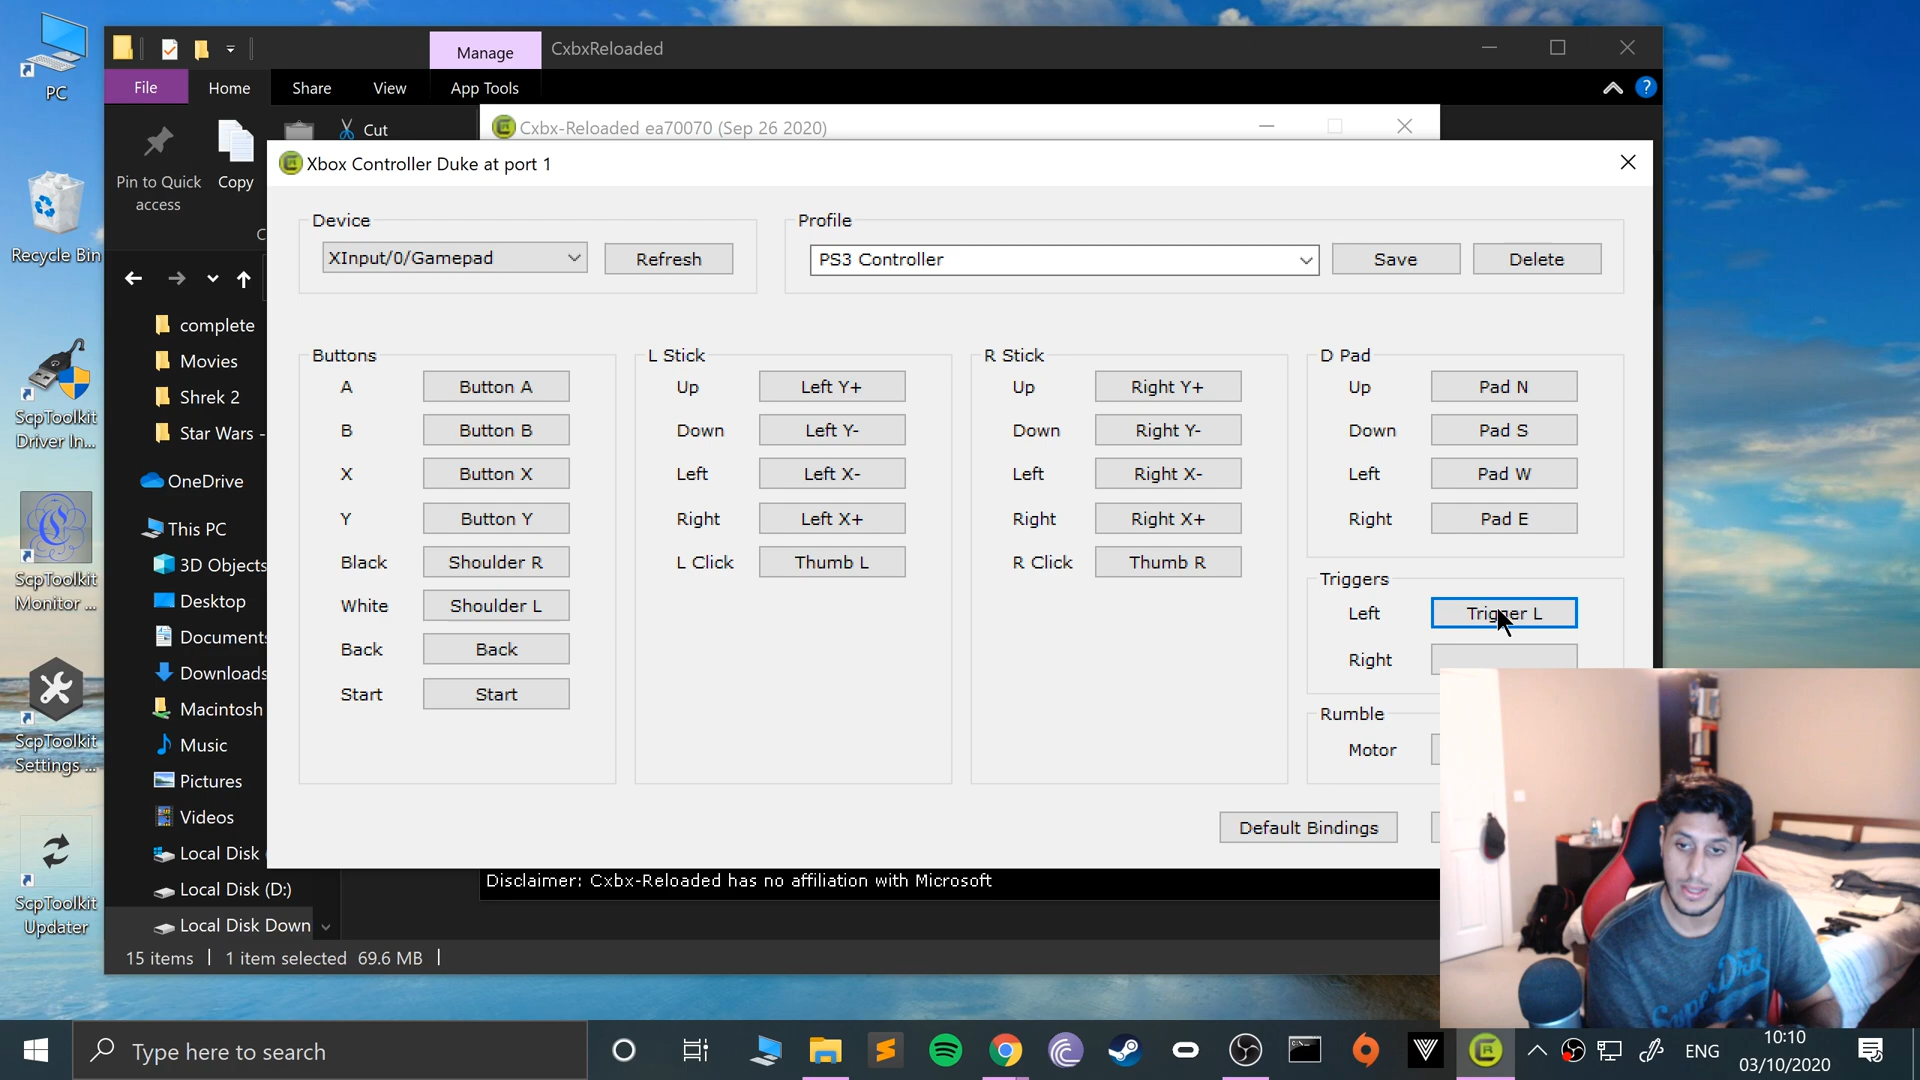 PC
Recycle Bin
ScpToolkit
Driver In...
ScpToolkit
Monitor ...
ScpToolkit
Settings ...
ScpToolkit
Updater
Manage
CxbxReloaded
File
Home
Share
View
App Tools
Pin to Quick
access
Copy
Cut
Cxbx-Reloaded ea70070 (Sep 26 2020)
Xbox Controller Duke at port 1
Device
XInput/0/Gamepad
Refresh
Profile
PS3 Controller
Save
Delete
complete
Movies
Shrek 2
Star Wars -
OneDrive
This PC
3D Objects
Desktop
Documents
Downloads
Macintosh
Music
Pictures
Videos
Local Disk
Local Disk (D:)
Local Disk Down
15 items
1 item selected 69.6 MB
Buttons
A Button A
B Button B
X Button X
Y Button Y
Black Shoulder R
White Shoulder L
Back Back
Start Start
L Stick
Up Left Y+
Down Left Y-
Left Left X-
Right Left X+
L Click Thumb L
R Stick
Up Right Y+
Down Right Y-
Left Right X-
Right Right X+
R Click Thumb R
D Pad
Up Pad N
Down Pad S
Left Pad W
Right Pad E
Triggers
Left Trigger L
Right
Rumble
Motor
Default Bindings
Disclaimer: Cxbx-Reloaded has no affiliation with Microsoft
Type here to search
ENG
10:10
03/10/2020